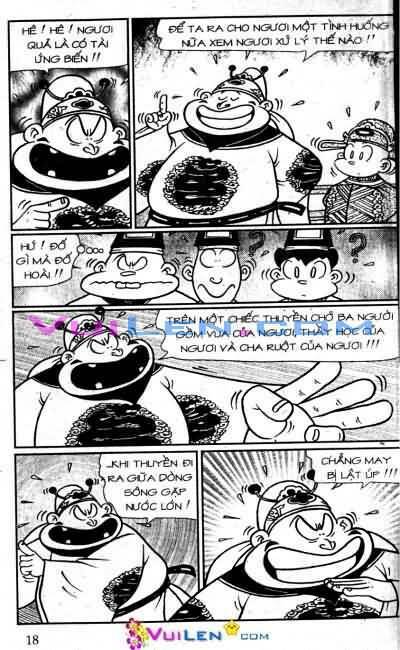 HÊ! HÊ! NGƯƠI
QUẢ LÀ CÓ TÀI
ỨNG BIẾN!!
ĐỂ TA RA CHO NGƯƠI MỘT TÌNH HUỐNG
NỮA XEM NGƯƠI XỬ LÝ THẾ NÀO!!
?
HỨ! ĐỐ
GÌ MÀ ĐỐ
HOÀI!!
?
?
TRÊN MỘT CHIẾC THUYỀN CHỞ BA NGƯỜI
GỒM VUA CỦA NGƯƠI, THẦY HỌC CỦA
NGƯƠI VÀ CHA RUỘT CỦA NGƯƠI!!!
...KHI THUYỀN ĐI
RA GIỮA DÒNG
SÔNG GẶP
NƯỚC LỚN!
CHẲNG MAY
BỊ LẬT ÚP!!!
18
VUILEN.COM